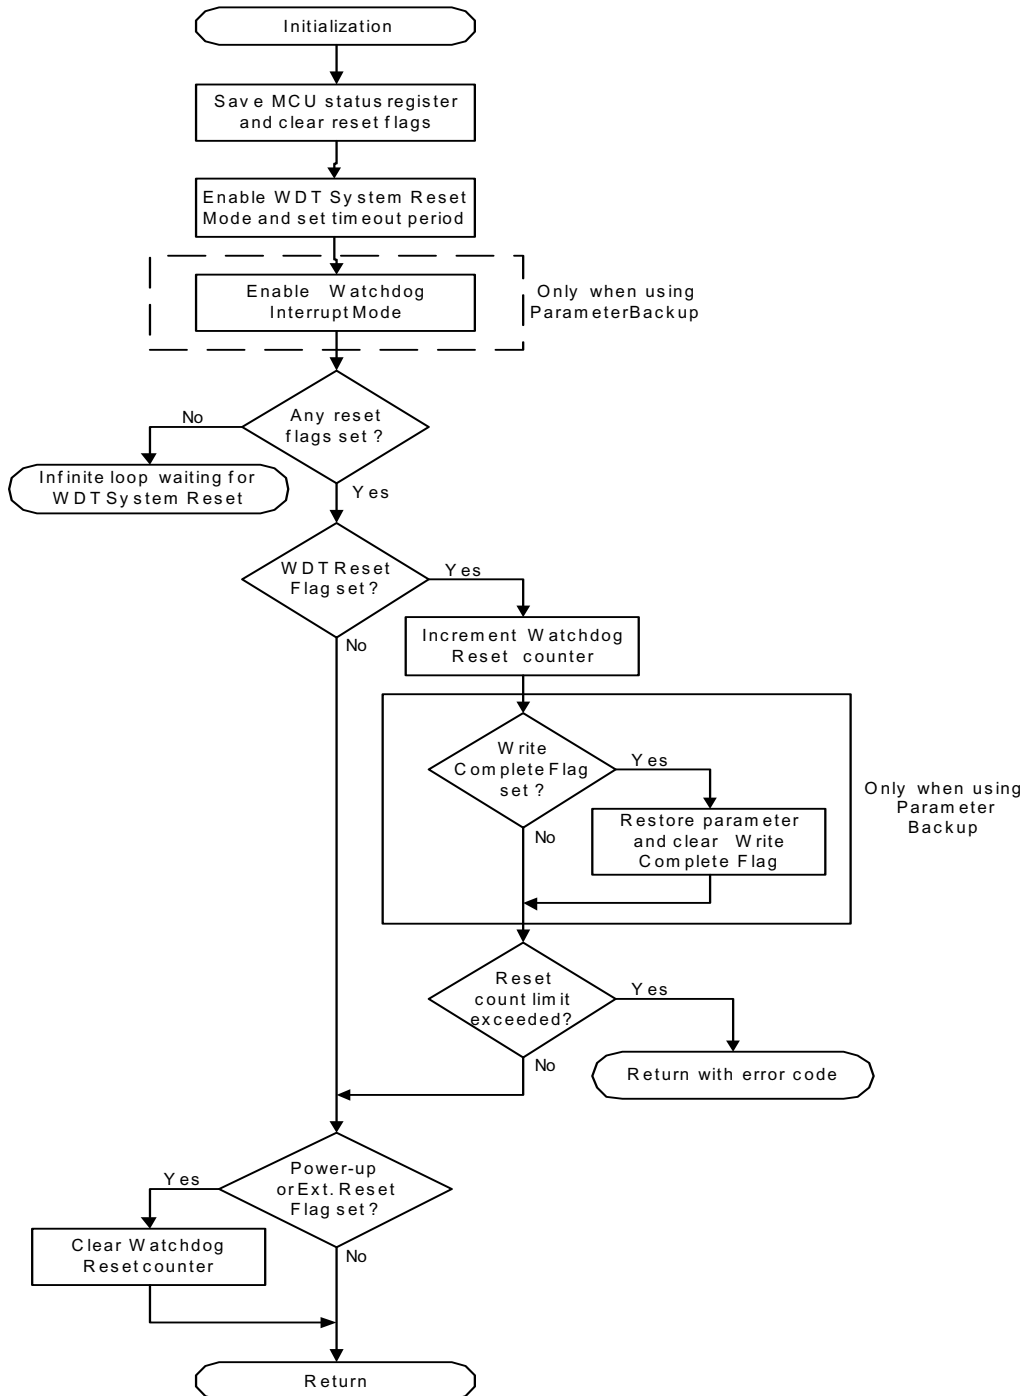 Initialization
Save MCU status register
and clear reset flags
Enable WDT System Reset
Mode and set timeout period
Enable Watchdog
Interrupt Mode
Only when using
Parameter Backup
Any reset
flags set ?
No
Yes
Infinite loop waiting for
WDT System Reset
WDT Reset
Flag set ?
Yes
No
Increment Watchdog
Reset counter
Write
Complete Flag
set ?
Yes
No
Restore parameter
and clear Write
Complete Flag
Only when using
Parameter
Backup
Reset
count limit
exceeded?
Yes
No
Return with error code
Power-up
or Ext. Reset
Flag set ?
Yes
No
Clear Watchdog
Reset counter
Return